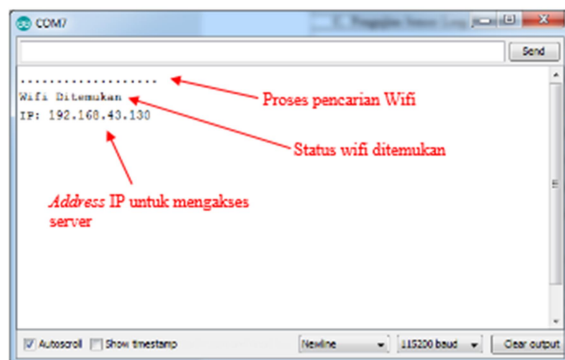 COM7
Send
...................
Wifi Ditemukan
IP: 192.168.43.130
Proses pencarian Wifi
Status wifi ditemukan
Address IP untuk mengakses
server
Autoscroll
Show timestamp
Newline
115200 baud
Clear output